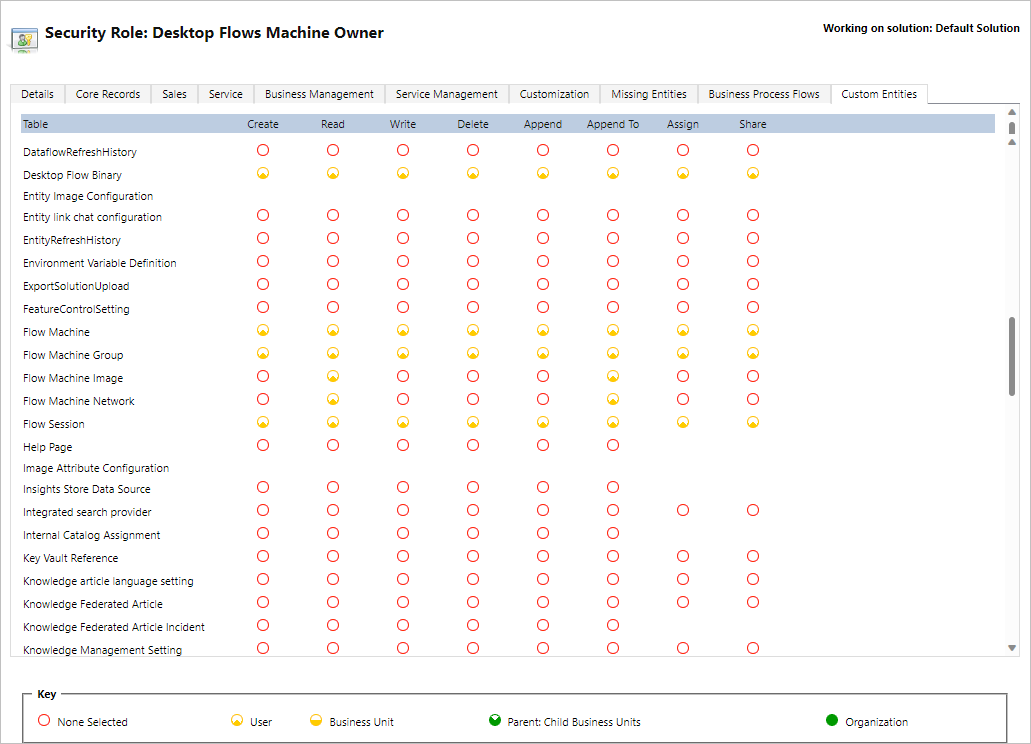 Security Role: Desktop Flows Machine Owner
Working on solution: Default Solution
Details Core Records Sales Service Business Management Service Management Customization Missing Entities Business Process Flows Custom Entities
Table Create Read Write Delete Append Append To Assign Share
DataflowRefreshHistory
Desktop Flow Binary
Entity Image Configuration
Entity link chat configuration
EntityRefreshHistory
Environment Variable Definition
ExportSolutionUpload
FeatureControlSetting
Flow Machine
Flow Machine Group
Flow Machine Image
Flow Machine Network
Flow Session
Help Page
Image Attribute Configuration
Insights Store Data Source
Integrated search provider
Internal Catalog Assignment
Key Vault Reference
Knowledge article language setting
Knowledge Federated Article
Knowledge Federated Article Incident
Knowledge Management Setting
Key
None Selected User Business Unit Parent: Child Business Units Organization